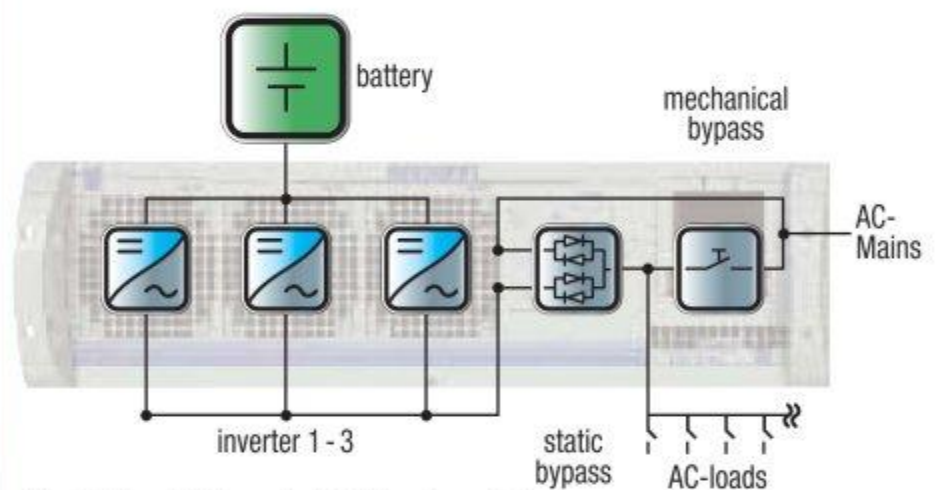 battery
mechanical
bypass
AC-
Mains
inverter 1 - 3
static
bypass
AC-loads